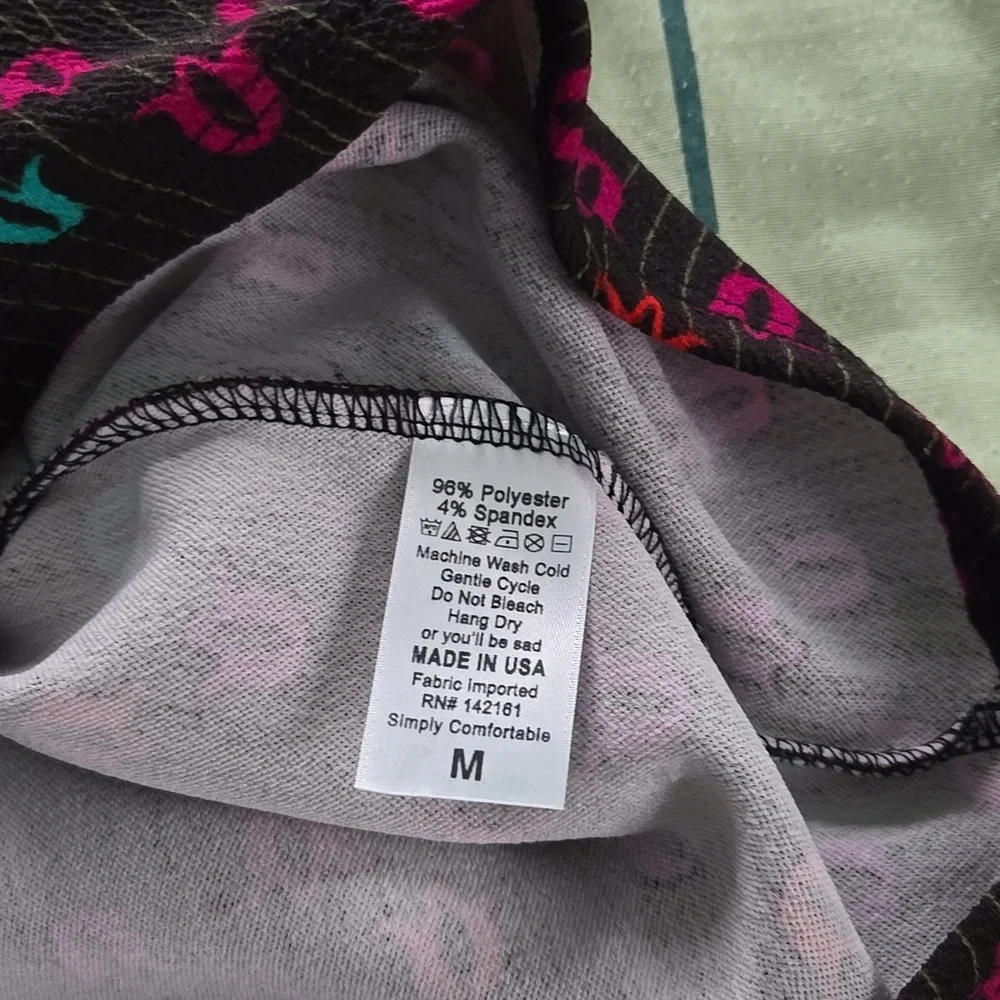 96% Polyester
4% Spandex
Machine Wash Cold
Gentle Cycle
Do Not Bleach
Hang Dry
or you'll be sad
MADE IN USA
Fabric Imported
RN# 142161
Simply Comfortable
M